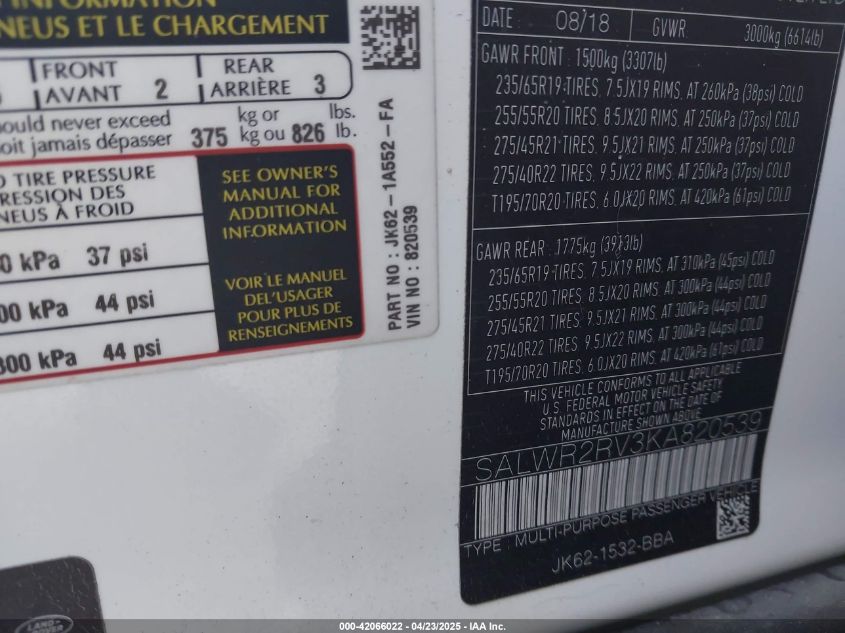 INFORMATION
NEUS ET LE CHARGEMENT
FRONT
AVANT 2
REAR
ARRIÈRE 3
ould never exceed
oit jamais dépasser 375 kg or kg ou 826 lbs. lb.
D TIRE PRESSURE
RESSION DES
NEUS À FROID
0 kPa 37 psi
00 kPa 44 psi
300 kPa 44 psi
SEE OWNER'S
MANUAL FOR
ADDITIONAL
INFORMATION
VOIR LE MANUEL
DEL'USAGER
POUR PLUS DE
RENSEIGNEMENTS
PART NO : JK62-1A552-FA
VIN NO : 820539
DATE : 08/18 GVWR: 3000kg (6614lb)
GAWR FRONT : 1500kg (3307lb)
235/65R19 TIRES, 7.5JX19 RIMS, AT 260kPa (38psi) COLD
255/55R20 TIRES, 8.5JX20 RIMS, AT 250kPa (37psi) COLD
275/45R21 TIRES, 9.5JX21 RIMS, AT 250kPa (37psi) COLD
275/40R22 TIRES, 9.5JX22 RIMS, AT 250kPa (37psi) COLD
T195/70R20 TIRES, 6.0JX20 RIMS, AT 420kPa (61psi) COLD
GAWR REAR : 1775kg (3913lb)
235/65R19 TIRES, 7.5JX19 RIMS, AT 310kPa (45psi) COLD
255/55R20 TIRES, 8.5JX20 RIMS, AT 300kPa (44psi) COLD
275/45R21 TIRES, 9.5JX21 RIMS, AT 300kPa (44psi) COLD
275/40R22 TIRES, 9.5JX22 RIMS, AT 300kPa (44psi) COLD
T195/70R20 TIRES, 6.0JX20 RIMS, AT 420kPa (61psi) COLD
THIS VEHICLE CONFORMS TO ALL APPLICABLE
U.S. FEDERAL MOTOR VEHICLE SAFETY
STANDARDS IN EFFECT ON THE DATE OF
MANUFACTURE SHOWN ABOVE
SALWR2RV3KA820539
TYPE : MULTI-PURPOSE PASSENGER VEHICLE
JK62-1532-BBA
LAND
ROVER
000-42066022 - 04/23/2025 - IAA Inc.